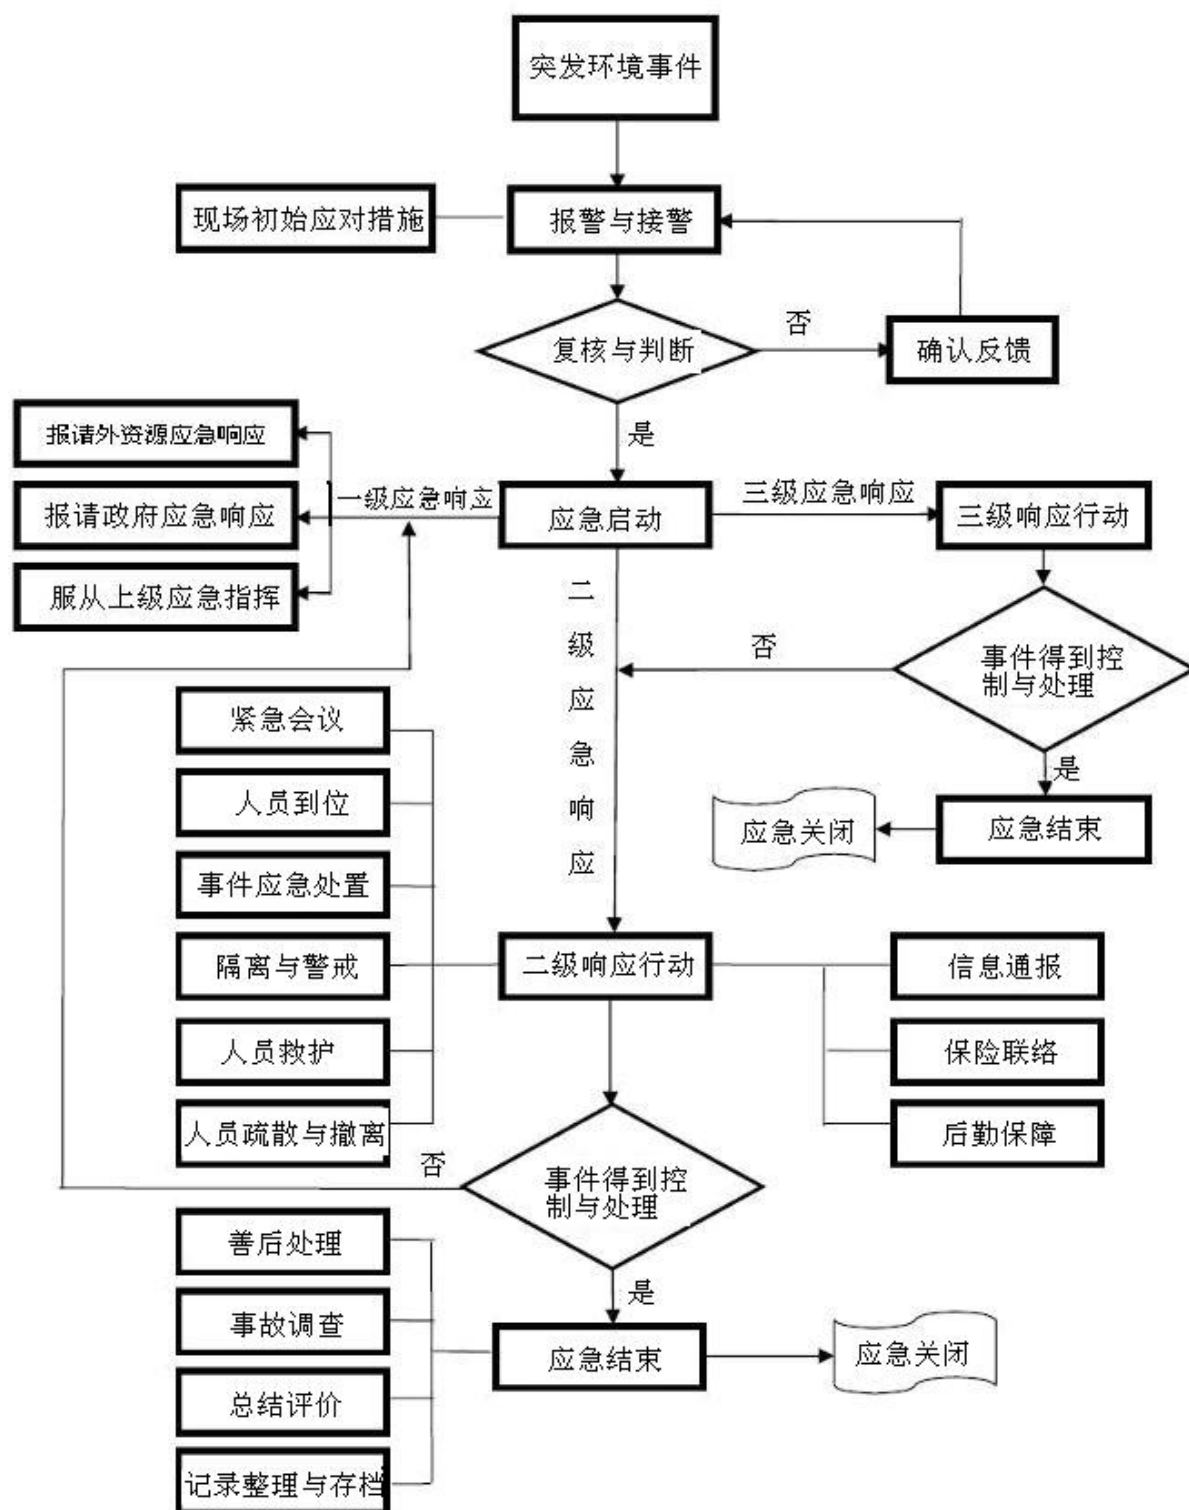 突发环境事件
现场初始应对措施
报警与接警
复核与判断
否
确认反馈
是
报请外资源应急响应
报请政府应急响应
服从上级应急指挥
一级应急响应
应急启动
三级应急响应
三级响应行动
二级应急响应
否
事件得到控
制与处理
是
应急结束
应急关闭
紧急会议
人员到位
事件应急处置
隔离与警戒
人员救护
人员疏散与撤离
二级响应行动
信息通报
保险联络
后勤保障
否
事件得到控
制与处理
是
善后处理
事故调查
总结评价
记录整理与存档
应急结束
应急关闭